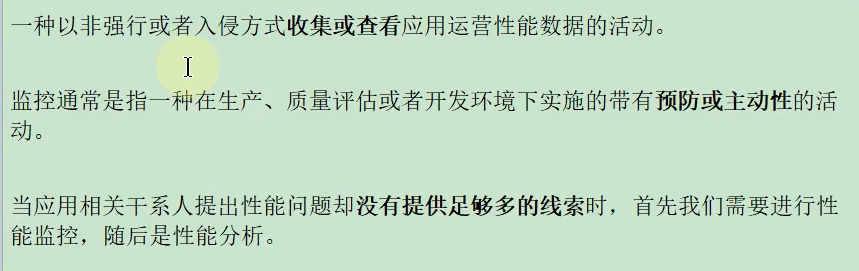 一种以非强行或者入侵方式收集或查看应用运营性能数据的活动。
监控通常是指一种在生产、质量评估或者开发环境下实施的带有预防或主动性的活
动。
当应用相关干系人提出性能问题却没有提供足够多的线索时，首先我们需要进行性
能监控，随后是性能分析。